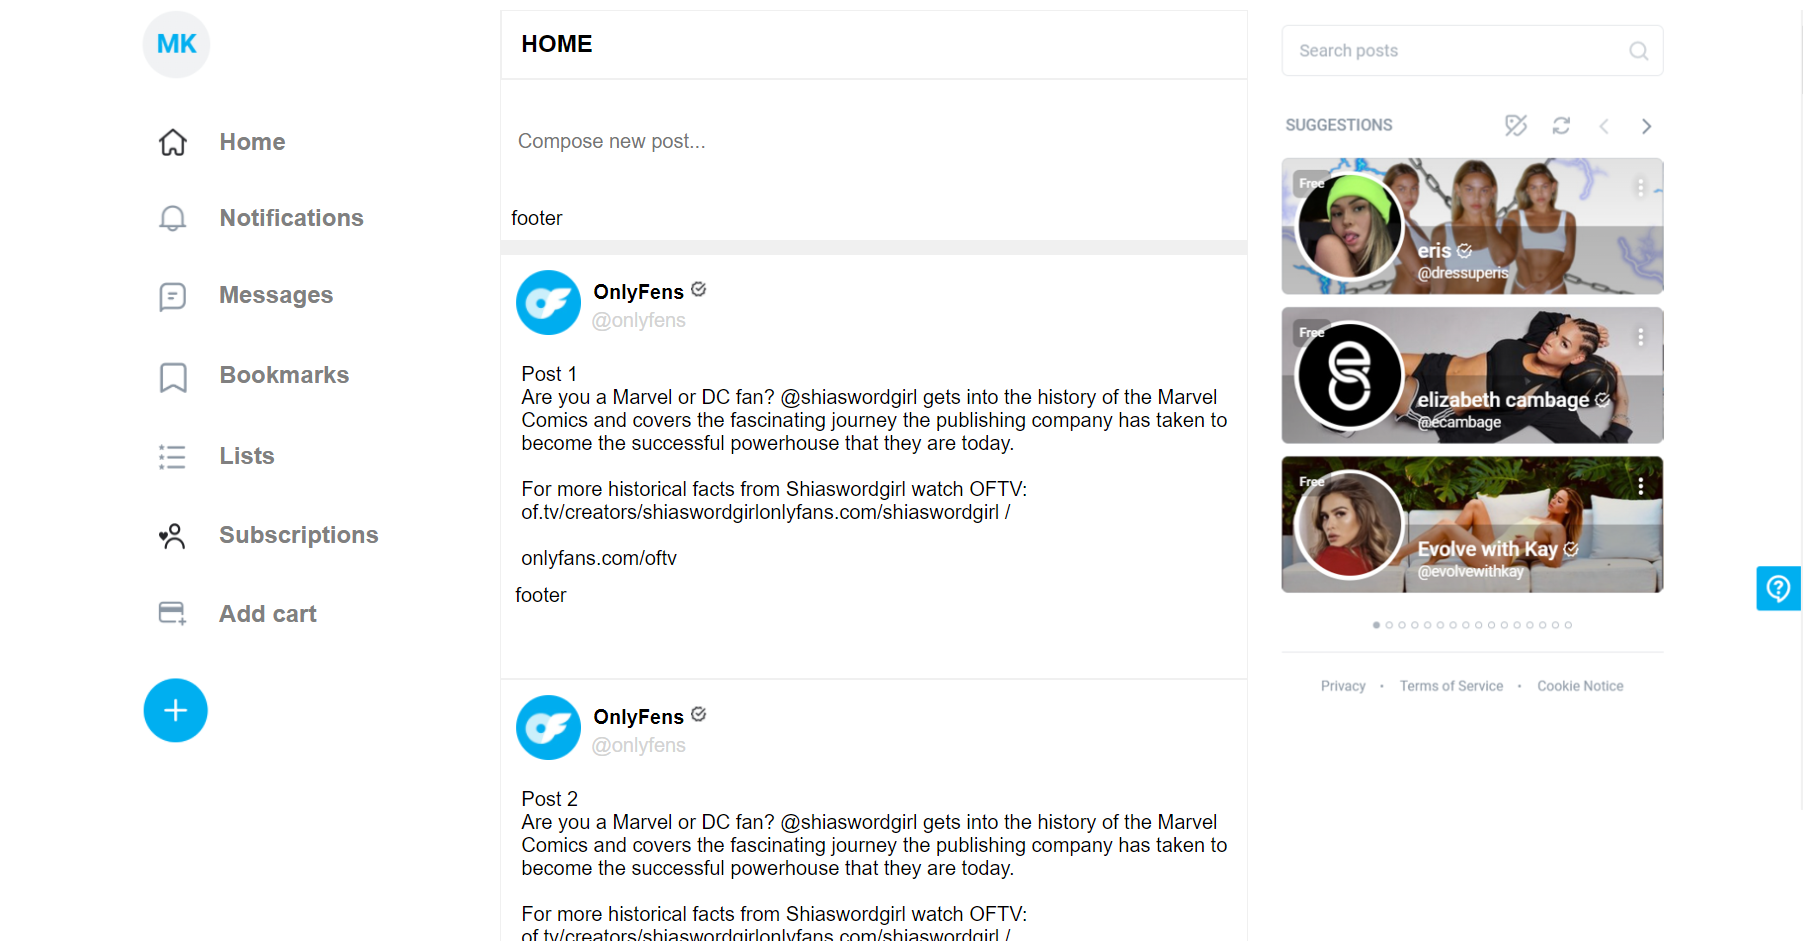 MK
Home
Notifications
Messages
Bookmarks
Lists
Subscriptions
Add cart
HOME
Compose new post...
footer
OnlyFens
@onlyfens
Post 1
Are you a Marvel or DC fan? @shiaswordgirl gets into the history of the Marvel
Comics and covers the fascinating journey the publishing company has taken to
become the successful powerhouse that they are today.
For more historical facts from Shiaswordgirl watch OFTV:
of.tv/creators/shiaswordgirlonlyfans.com/shiaswordgirl /
onlyfans.com/oftv
footer
OnlyFens
@onlyfens
Post 2
Are you a Marvel or DC fan? @shiaswordgirl gets into the history of the Marvel
Comics and covers the fascinating journey the publishing company has taken to
become the successful powerhouse that they are today.
For more historical facts from Shiaswordgirl watch OFTV:
of.tv/creators/shiaswordgirlonlyfans.com/shiaswordgirl /
Search posts
SUGGESTIONS
Free
eris
@dressuperis
Free
elizabeth cambage
@ecambage
Free
Evolve with Kay
@evolvewithkay
Privacy • Terms of Service • Cookie Notice